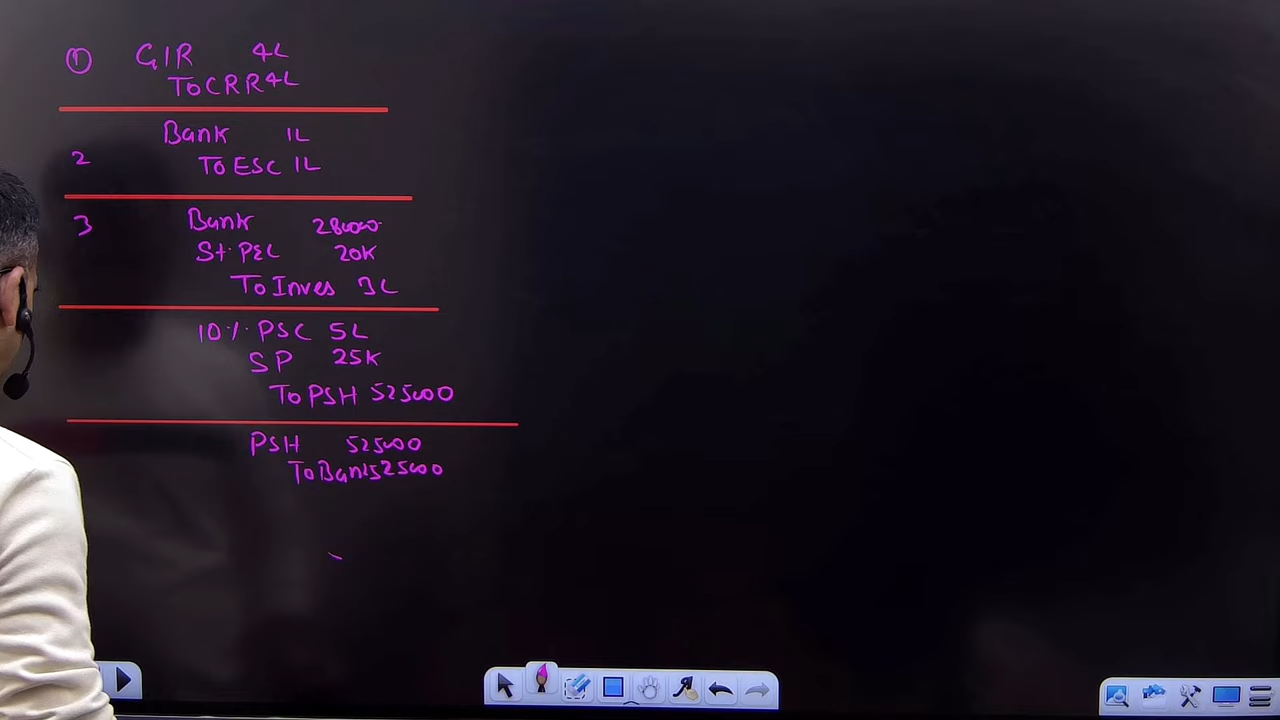 ① GIR 4L
To CRR 4L
Bank 1L
2 To ESC 1L
3 Bank 280000
St. P&L 20K
To Inves 3L
10% PSC 5L
SP 25K
To PSH 525000
PSH 525000
To Bank 525000